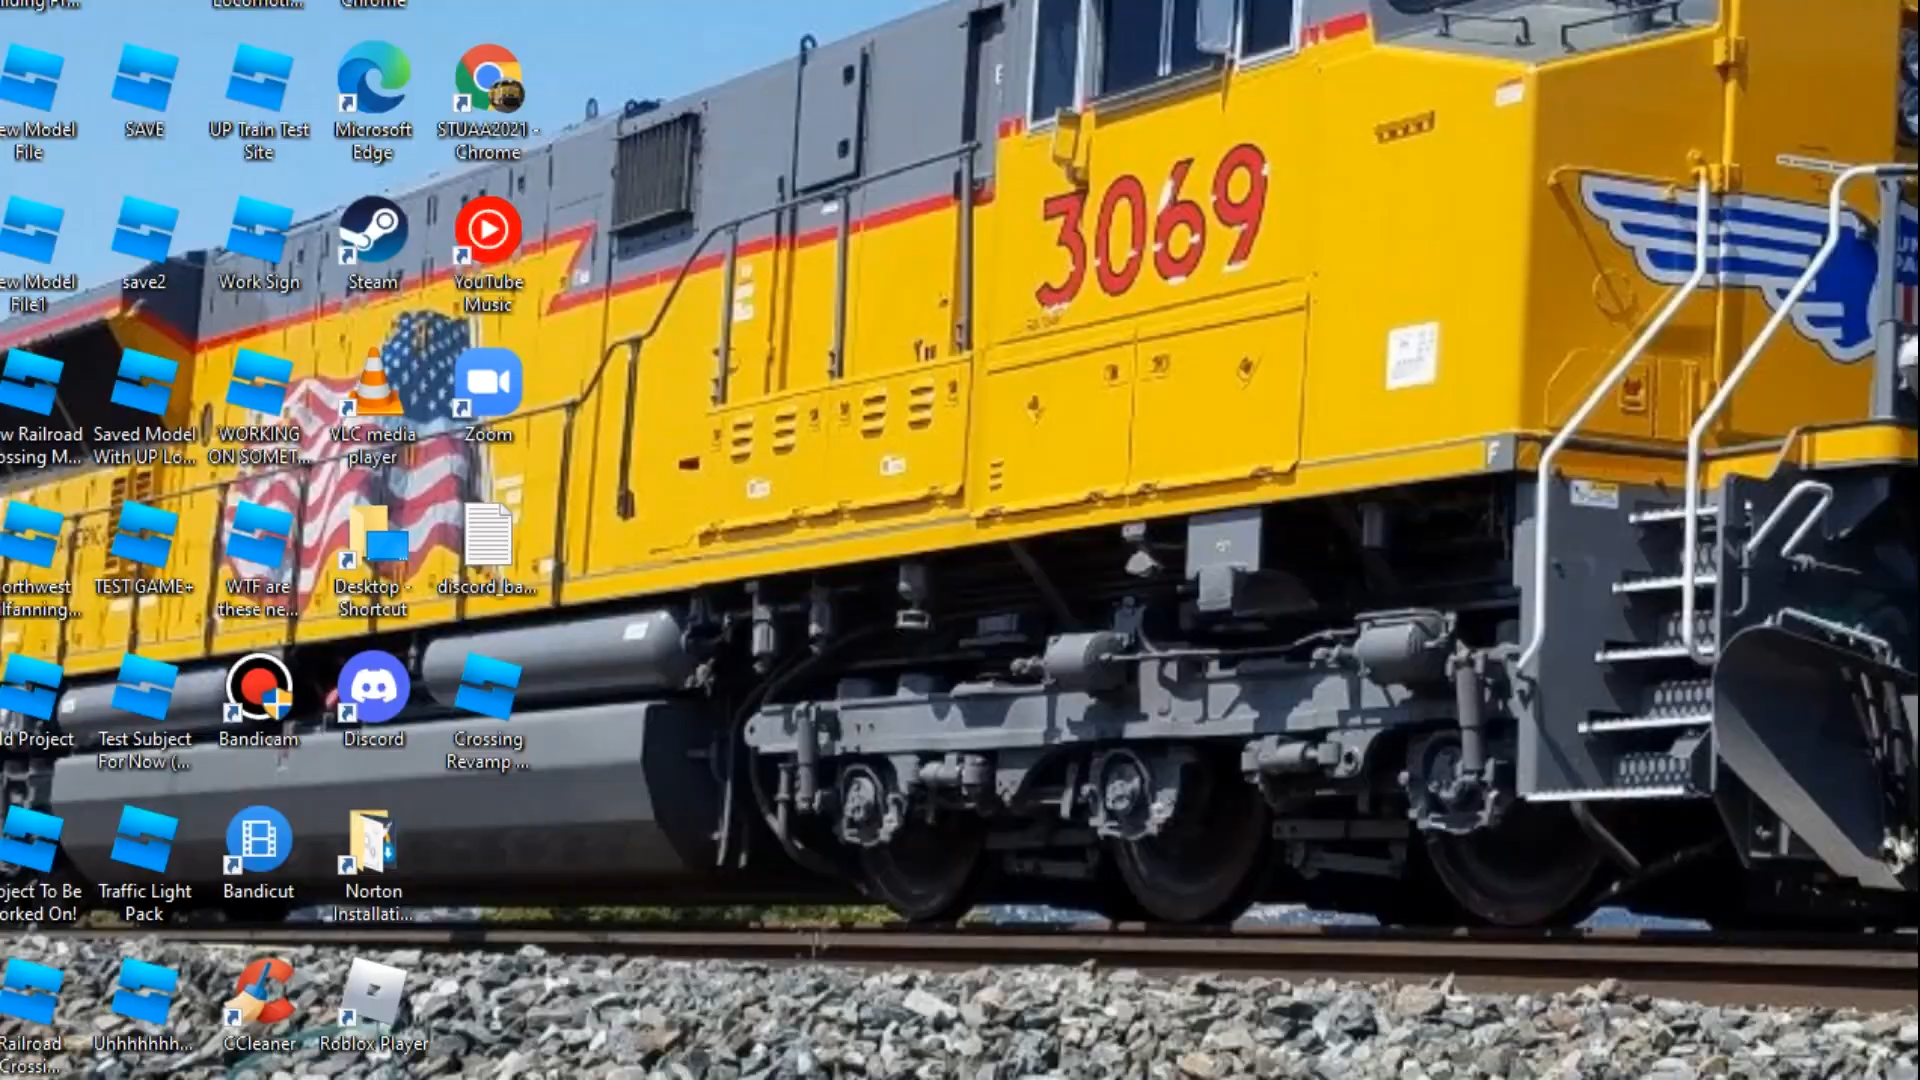 Chrome
ew Model
File
SAVE
UP Train Test
Site
Microsoft
Edge
STUAA2021 -
Chrome
ew Model
File1
save2
Work Sign
Steam
YouTube
Music
w Railroad
ossing M...
Saved Model
With UP Lo...
WORKING
ON SOMET...
VLC media
player
Zoom
orthwest
ilfanning...
TEST GAME+
WTF are
these ne...
Desktop -
Shortcut
discord_ba...
ld Project
Test Subject
For Now (...
Bandicam
Discord
Crossing
Revamp ...
oject To Be
orked On!
Traffic Light
Pack
Bandicut
Norton
Installati...
Railroad
Crossi...
Uhhhhhhh...
CCleaner
Roblox Player
3069
F